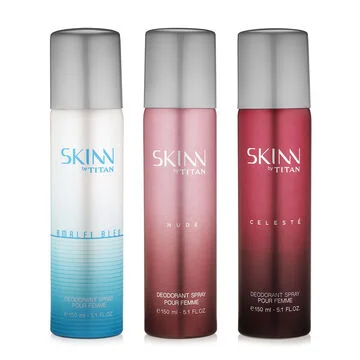 SKINN
by TITAN
AMALFI BLEU
DEODORANT SPRAY
POUR FEMME
e 150 ml - 5.1 FL. OZ.
SKINN
by TITAN
NUDE
DEODORANT SPRAY
POUR FEMME
e 150 ml - 5.1 FL. OZ.
SKINN
by TITAN
CELESTÉ
DEODORANT SPRAY
POUR FEMME
e 150 ml - 5.1 FL. OZ.